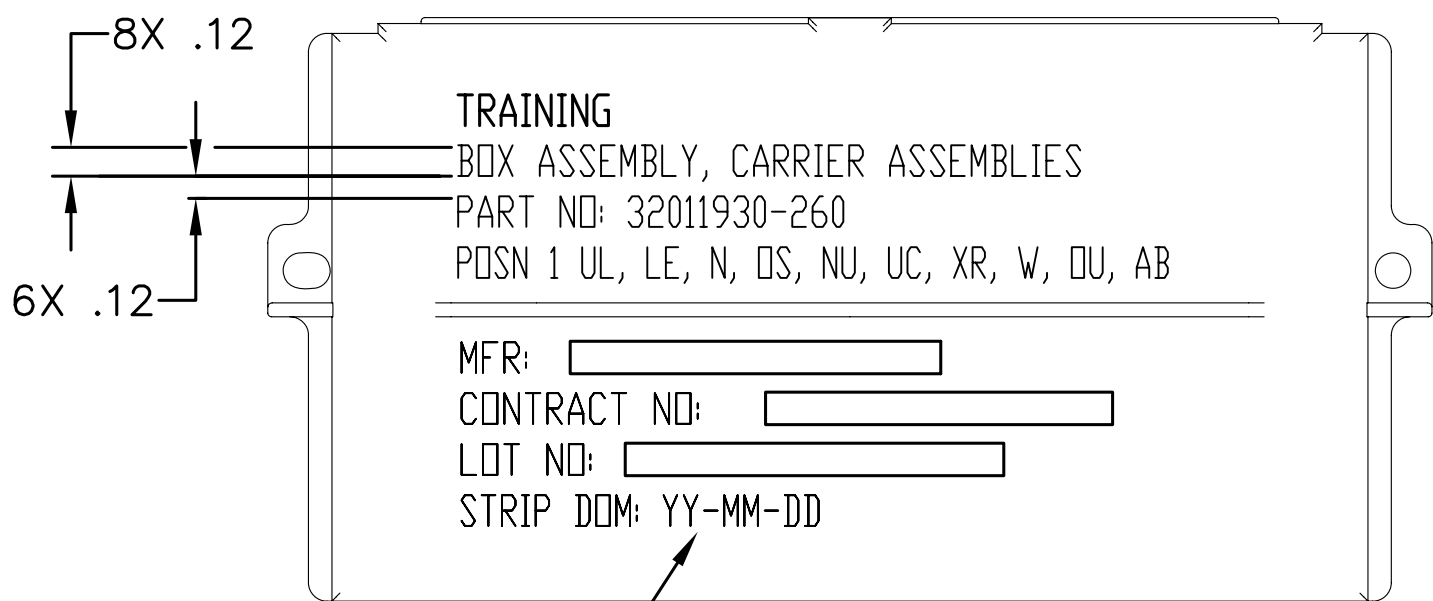 8X .12
TRAINING
BOX ASSEMBLY, CARRIER ASSEMBLIES
PART NO: 32011930-260
POSN 1 UL, LE, N, OS, NU, UC, XR, W, OU, AB
6X .12
MFR:
CONTRACT NO:
LOT NO:
STRIP DOM: YY-MM-DD